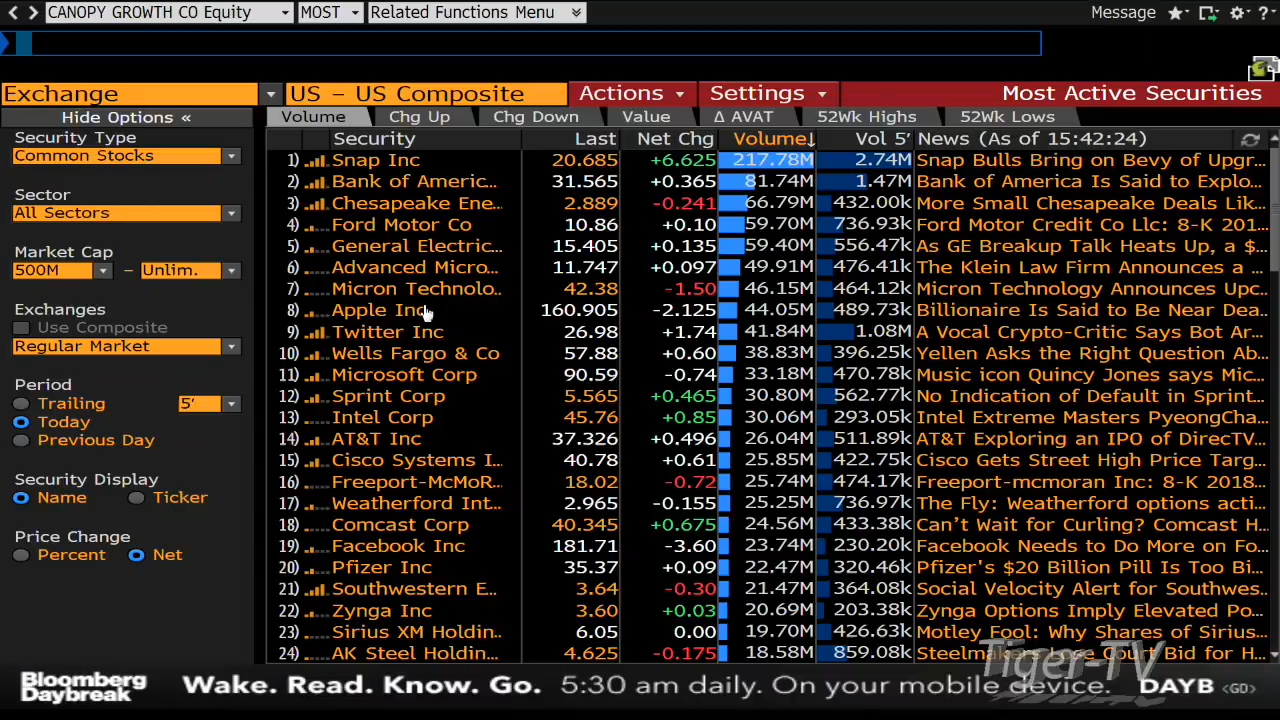 CANOPY GROWTH CO Equity MOST Related Functions Menu Message ?
Exchange US - US Composite Actions Settings Most Active Securities
Hide Options « Volume Chg Up Chg Down Value Δ AVAT 52Wk Highs 52Wk Lows
Security Type
Common Stocks
Sector
All Sectors
Market Cap
500M - Unlim.
Exchanges
Use Composite
Regular Market
Period
Trailing 5'
Today
Previous Day
Security Display
Name Ticker
Price Change
Percent Net
Security Last Net Chg Volume↓ Vol 5' News (As of 15:42:24)
1) Snap Inc 20.685 +6.625 217.78M 2.74M Snap Bulls Bring on Bevy of Upgr...
2) Bank of Americ... 31.565 +0.365 81.74M 1.47M Bank of America Is Said to Explo...
3) Chesapeake Ene... 2.889 -0.241 66.79M 432.00k More Small Chesapeake Deals Lik...
4) Ford Motor Co 10.86 +0.10 59.70M 736.93k Ford Motor Credit Co Llc: 8-K 201...
5) General Electric... 15.405 +0.135 59.40M 556.47k As GE Breakup Talk Heats Up, a $...
6) Advanced Micro... 11.747 +0.097 49.91M 476.41k The Klein Law Firm Announces a ...
7) Micron Technolo... 42.38 -1.50 46.15M 464.12k Micron Technology Announces Upc...
8) Apple Inc 160.905 -2.125 44.05M 489.73k Billionaire Is Said to Be Near Dea...
9) Twitter Inc 26.98 +1.74 41.84M 1.08M A Vocal Crypto-Critic Says Bot Ar...
10) Wells Fargo & Co 57.88 +0.60 38.83M 396.25k Yellen Asks the Right Question Ab...
11) Microsoft Corp 90.59 -0.74 33.18M 470.78k Music icon Quincy Jones says Mic...
12) Sprint Corp 5.565 +0.465 30.80M 562.77k No Indication of Default in Sprint...
13) Intel Corp 45.76 +0.85 30.06M 293.05k Intel Extreme Masters PyeongCha...
14) AT&T Inc 37.326 +0.496 26.04M 511.89k AT&T Exploring an IPO of DirecTV...
15) Cisco Systems I... 40.78 +0.61 25.85M 422.75k Cisco Gets Street High Price Targ...
16) Freeport-McMoR... 18.02 -0.72 25.74M 474.17k Freeport-mcmoran Inc: 8-K 2018...
17) Weatherford Int... 2.965 -0.155 25.25M 736.97k The Fly: Weatherford options acti...
18) Comcast Corp 40.345 +0.675 24.56M 433.38k Can't Wait for Curling? Comcast H...
19) Facebook Inc 181.71 -3.60 23.74M 230.20k Facebook Needs to Do More on Fo...
20) Pfizer Inc 35.37 +0.09 22.47M 320.46k Pfizer's $20 Billion Pill Is Too Bi...
21) Southwestern E... 3.64 -0.30 21.47M 364.08k Social Velocity Alert for Southwes...
22) Zynga Inc 3.60 +0.03 20.69M 203.38k Zynga Options Imply Elevated Po...
23) Sirius XM Holdin... 6.05 0.00 19.70M 426.63k Motley Fool: Why Shares of Sirius...
24) AK Steel Holdin... 4.625 -0.175 18.58M 859.08k Steelmakers Lose Court Bid for H...
Tiger-TV
Bloomberg
Daybreak
Wake. Read. Know. Go. 5:30 am daily. On your mobile device. DAYB <GO>